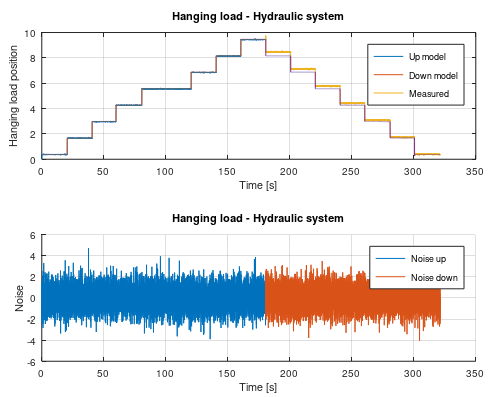 Hanging load - Hydraulic system
Hanging load position
10
8
6
4
2
0
0 50 100 150 200 250 300 350
Time [s]
Up model
Down model
Measured
Hanging load - Hydraulic system
Noise
6
4
2
0
-2
-4
-6
0 50 100 150 200 250 300 350
Time [s]
Noise up
Noise down